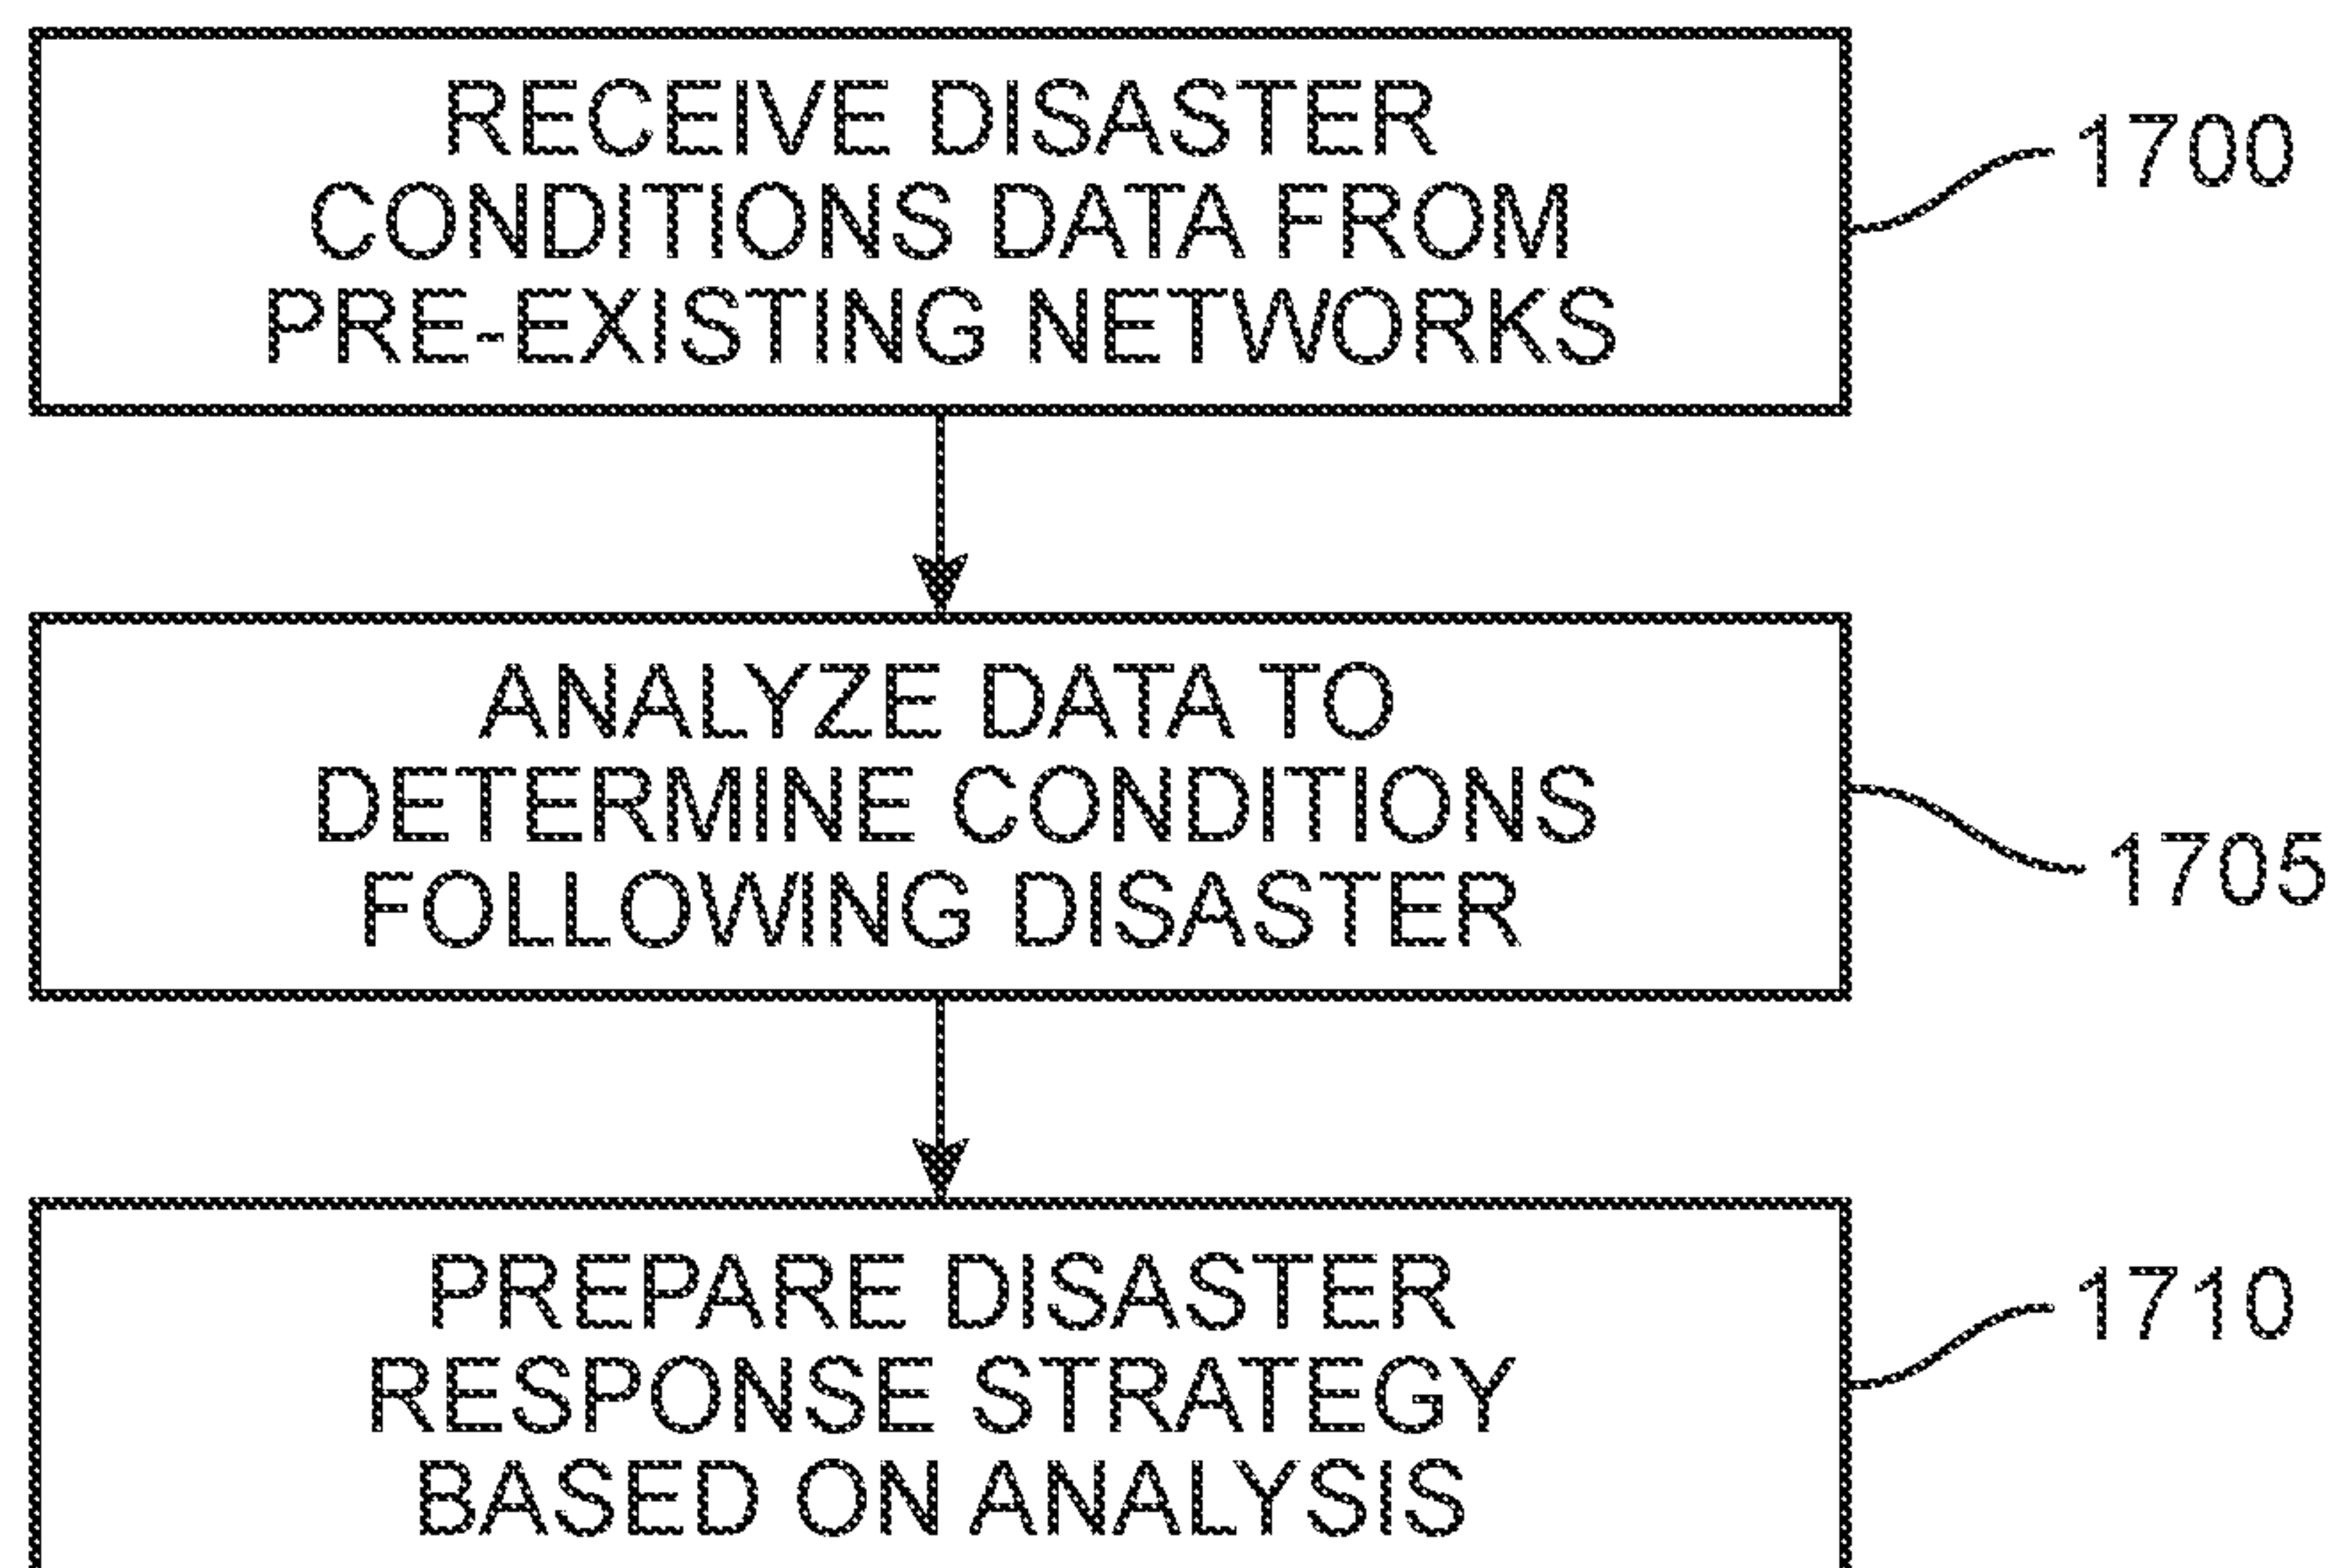 RECEIVE DISASTER
CONDITIONS DATA FROM
PRE-EXISTING NETWORKS
1700
ANALYZE DATA TO
DETERMINE CONDITIONS
FOLLOWING DISASTER
1705
PREPARE DISASTER
RESPONSE STRATEGY
BASED ON ANALYSIS
1710